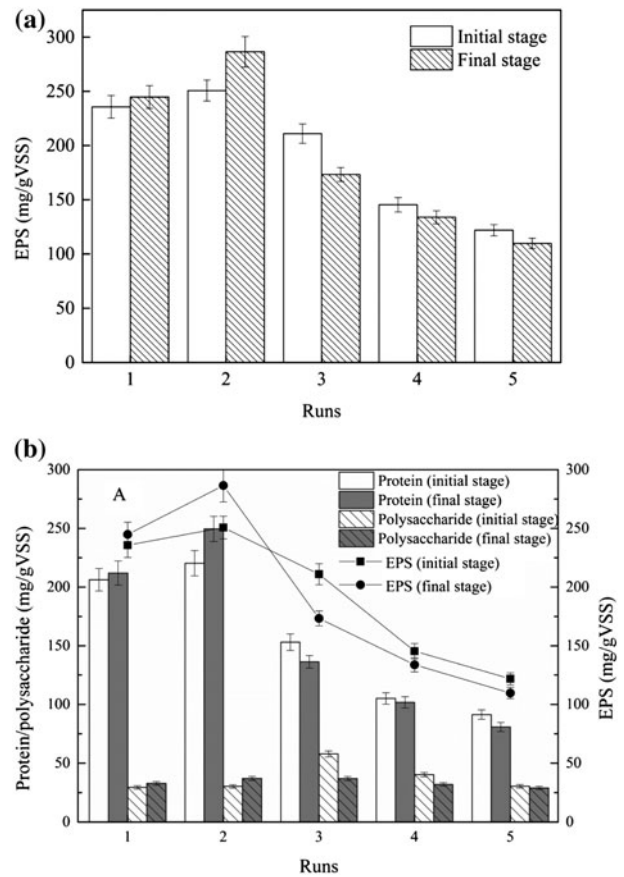 (a)
300
250
200
150
100
50
0
EPS (mg/gVSS)
Initial stage
Final stage
1 2 3 4 5
Runs
(b)
A
300
250
200
150
100
50
0
Protein/polysaccharide (mg/gVSS)
Protein (initial stage)
Protein (final stage)
Polysaccharide (initial stage)
Polysaccharide (final stage)
EPS (initial stage)
EPS (final stage)
300
250
200
150
100
50
0
EPS (mg/gVSS)
1 2 3 4 5
Runs